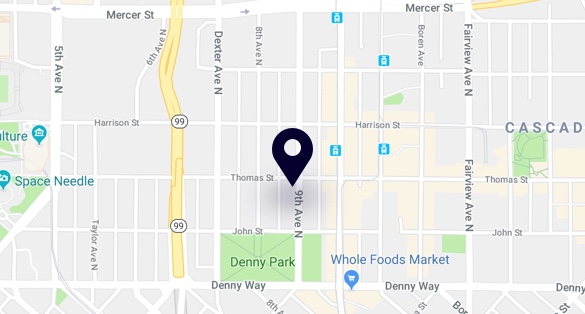 Mercer St
Mercer St
5th Ave N
6th Ave N
Dexter Ave N
8th Ave N
Boren Ave
Fairview Ave N
99
Harrison St
Harrison St
CASCAD
ulture
Space Needle
Thomas St
Thomas St
9th Ave N
Fairview Ave N
Taylor Ave N
99
John St
John St
Denny Park
Whole Foods Market
Denny Way
Denny Way
Denny
8th A
Bo